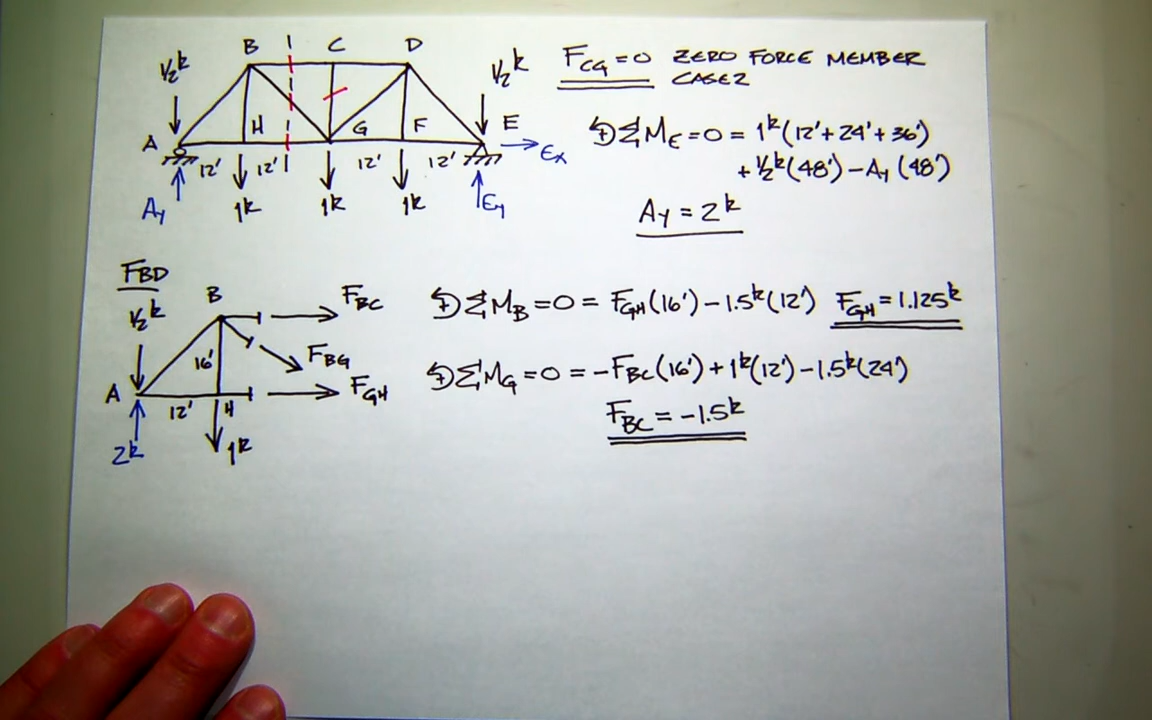 B C D
½k ½k
A H G F E
12' 12' 12' 12'
Ex
Ay 1k 1k 1k Ey
FCG = 0 ZERO FORCE MEMBER
CASE 2
↺ΣME = 0 = 1k(12' + 24' + 36')
+ ½k(48') - Ay(48')
Ay = 2k
FBD
½k B FBC
16' FBG
A 12' H FGH
2k 1k
↺ΣMB = 0 = FGH(16') - 1.5k(12') FGH = 1.125k
↺ΣMG = 0 = -FBC(16') + 1k(12') - 1.5k(24')
FBC = -1.5k